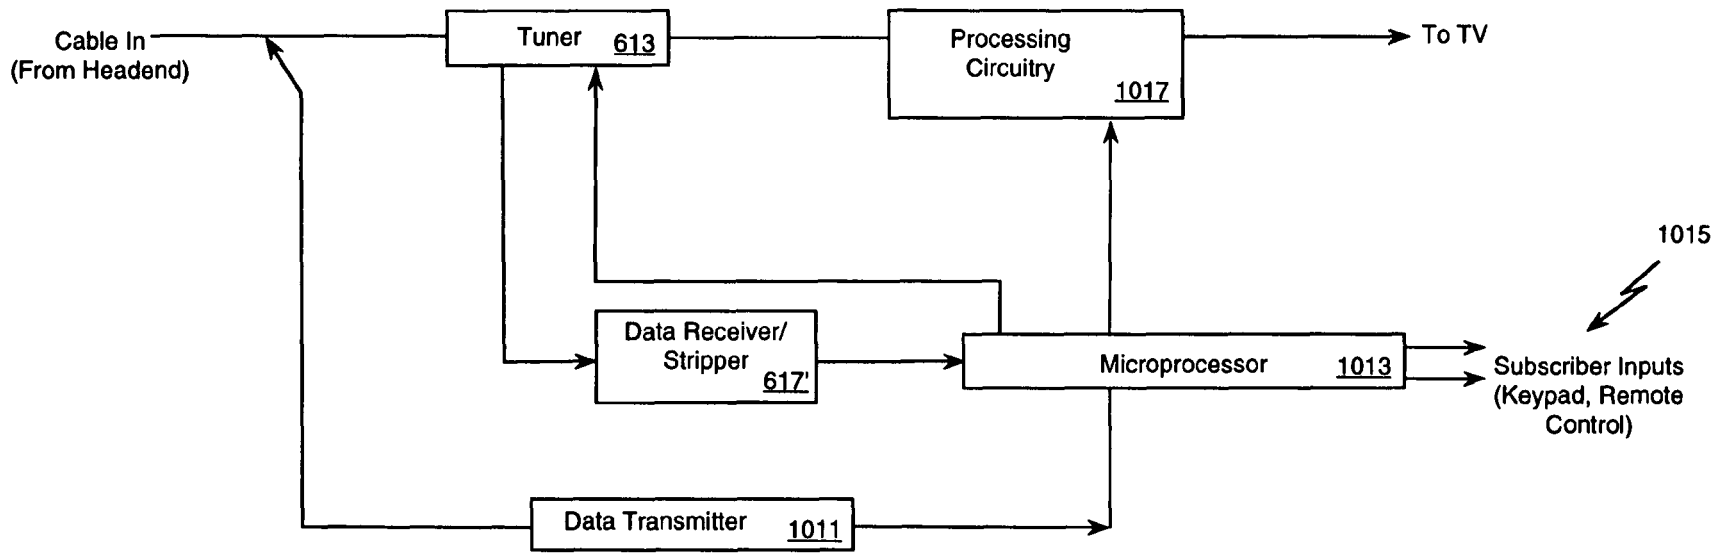 Cable In
(From Headend)
Tuner 613
Processing
Circuitry
1017
To TV
1015
Data Receiver/
Stripper
617'
Microprocessor 1013
Subscriber Inputs
(Keypad, Remote
Control)
Data Transmitter 1011